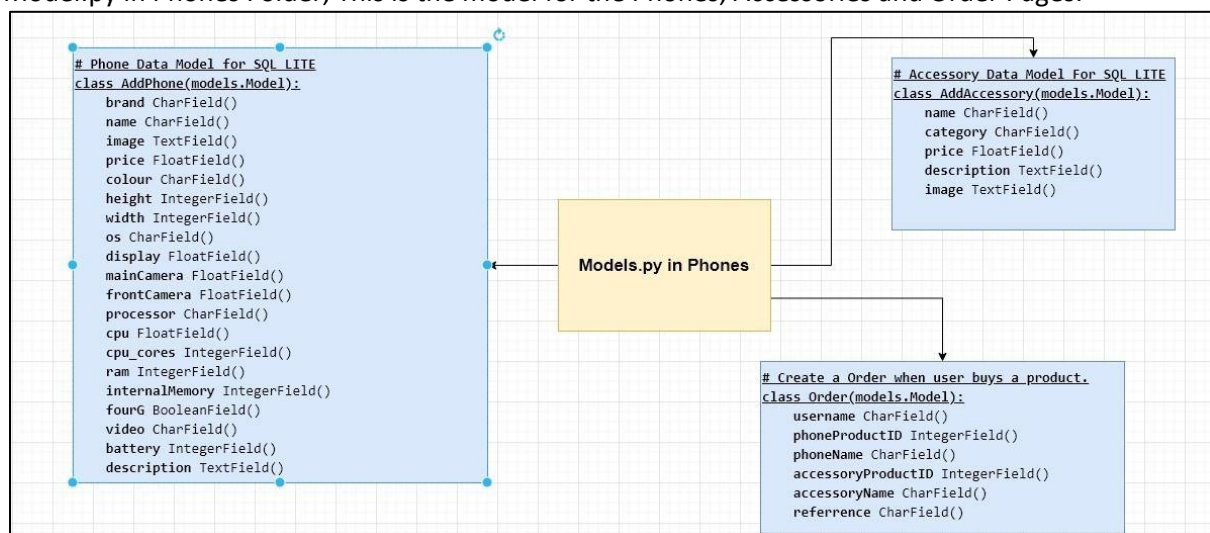 Model.py in Phones Folder, This is the model for the Phones, Accessories and Order Pages.
# Phone Data Model for SQL LITE
class AddPhone(models.Model):
brand CharField()
name CharField()
image TextField()
price FloatField()
colour CharField()
height IntegerField()
width IntegerField()
os CharField()
display FloatField()
mainCamera FloatField()
frontCamera FloatField()
processor CharField()
cpu FloatField()
cpu_cores IntegerField()
ram IntegerField()
internalMemory IntegerField()
fourG BooleanField()
video CharField()
battery IntegerField()
description TextField()
Models.py in Phones
# Accessory Data Model For SQL LITE
class AddAccessory(models.Model):
name CharField()
category CharField()
price FloatField()
description TextField()
image TextField()
# Create a Order when user buys a product.
class Order(models.Model):
username CharField()
phoneProductID IntegerField()
phoneName CharField()
accessoryProductID IntegerField()
accessoryName CharField()
referrence CharField()